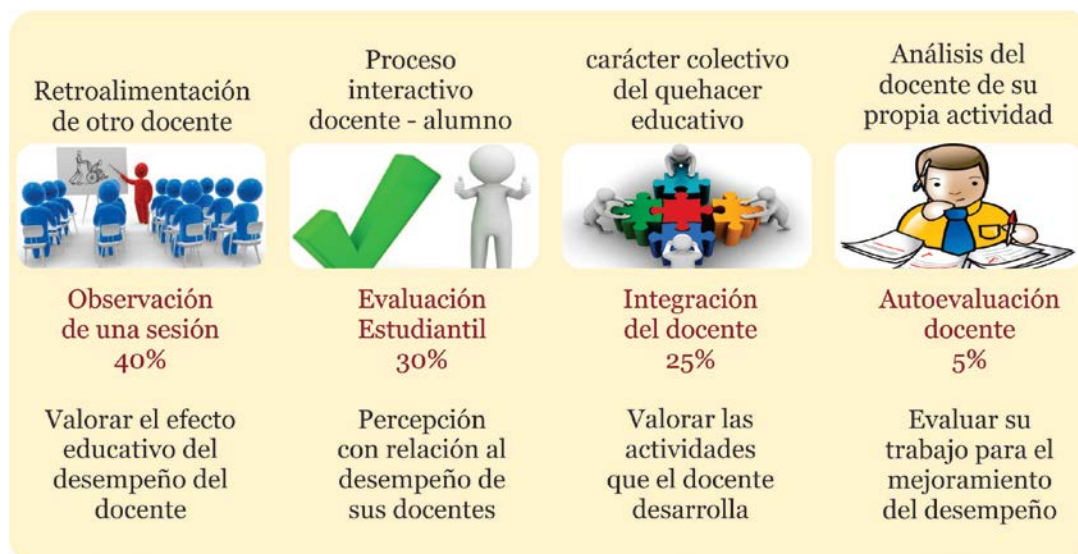 Retroalimentación
de otro docente
Observación
de una sesión
40%
Valorar el efecto
educativo del
desempeño del
docente
Proceso
interactivo
docente - alumno
Evaluación
Estudiantil
30%
Percepción
con relación al
desempeño de
sus docentes
carácter colectivo
del quehacer
educativo
Integración
del docente
25%
Valorar las
actividades
que el docente
desarrolla
Análisis del
docente de su
propia actividad
Autoevaluación
docente
5%
Evaluar su
trabajo para el
mejoramiento
del desempeño